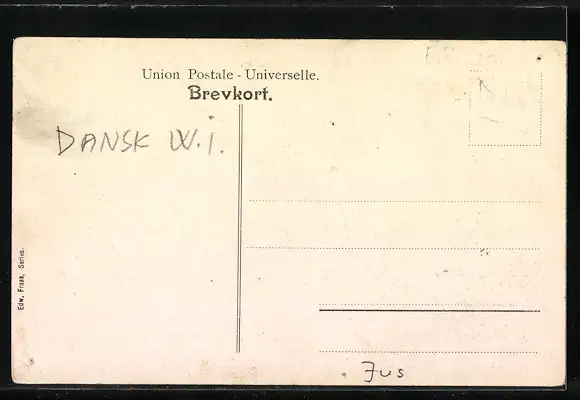 Union Postale - Universelle.
Brevkort.
DANSK W.i.
Edw. Fraas, Series.
Jus